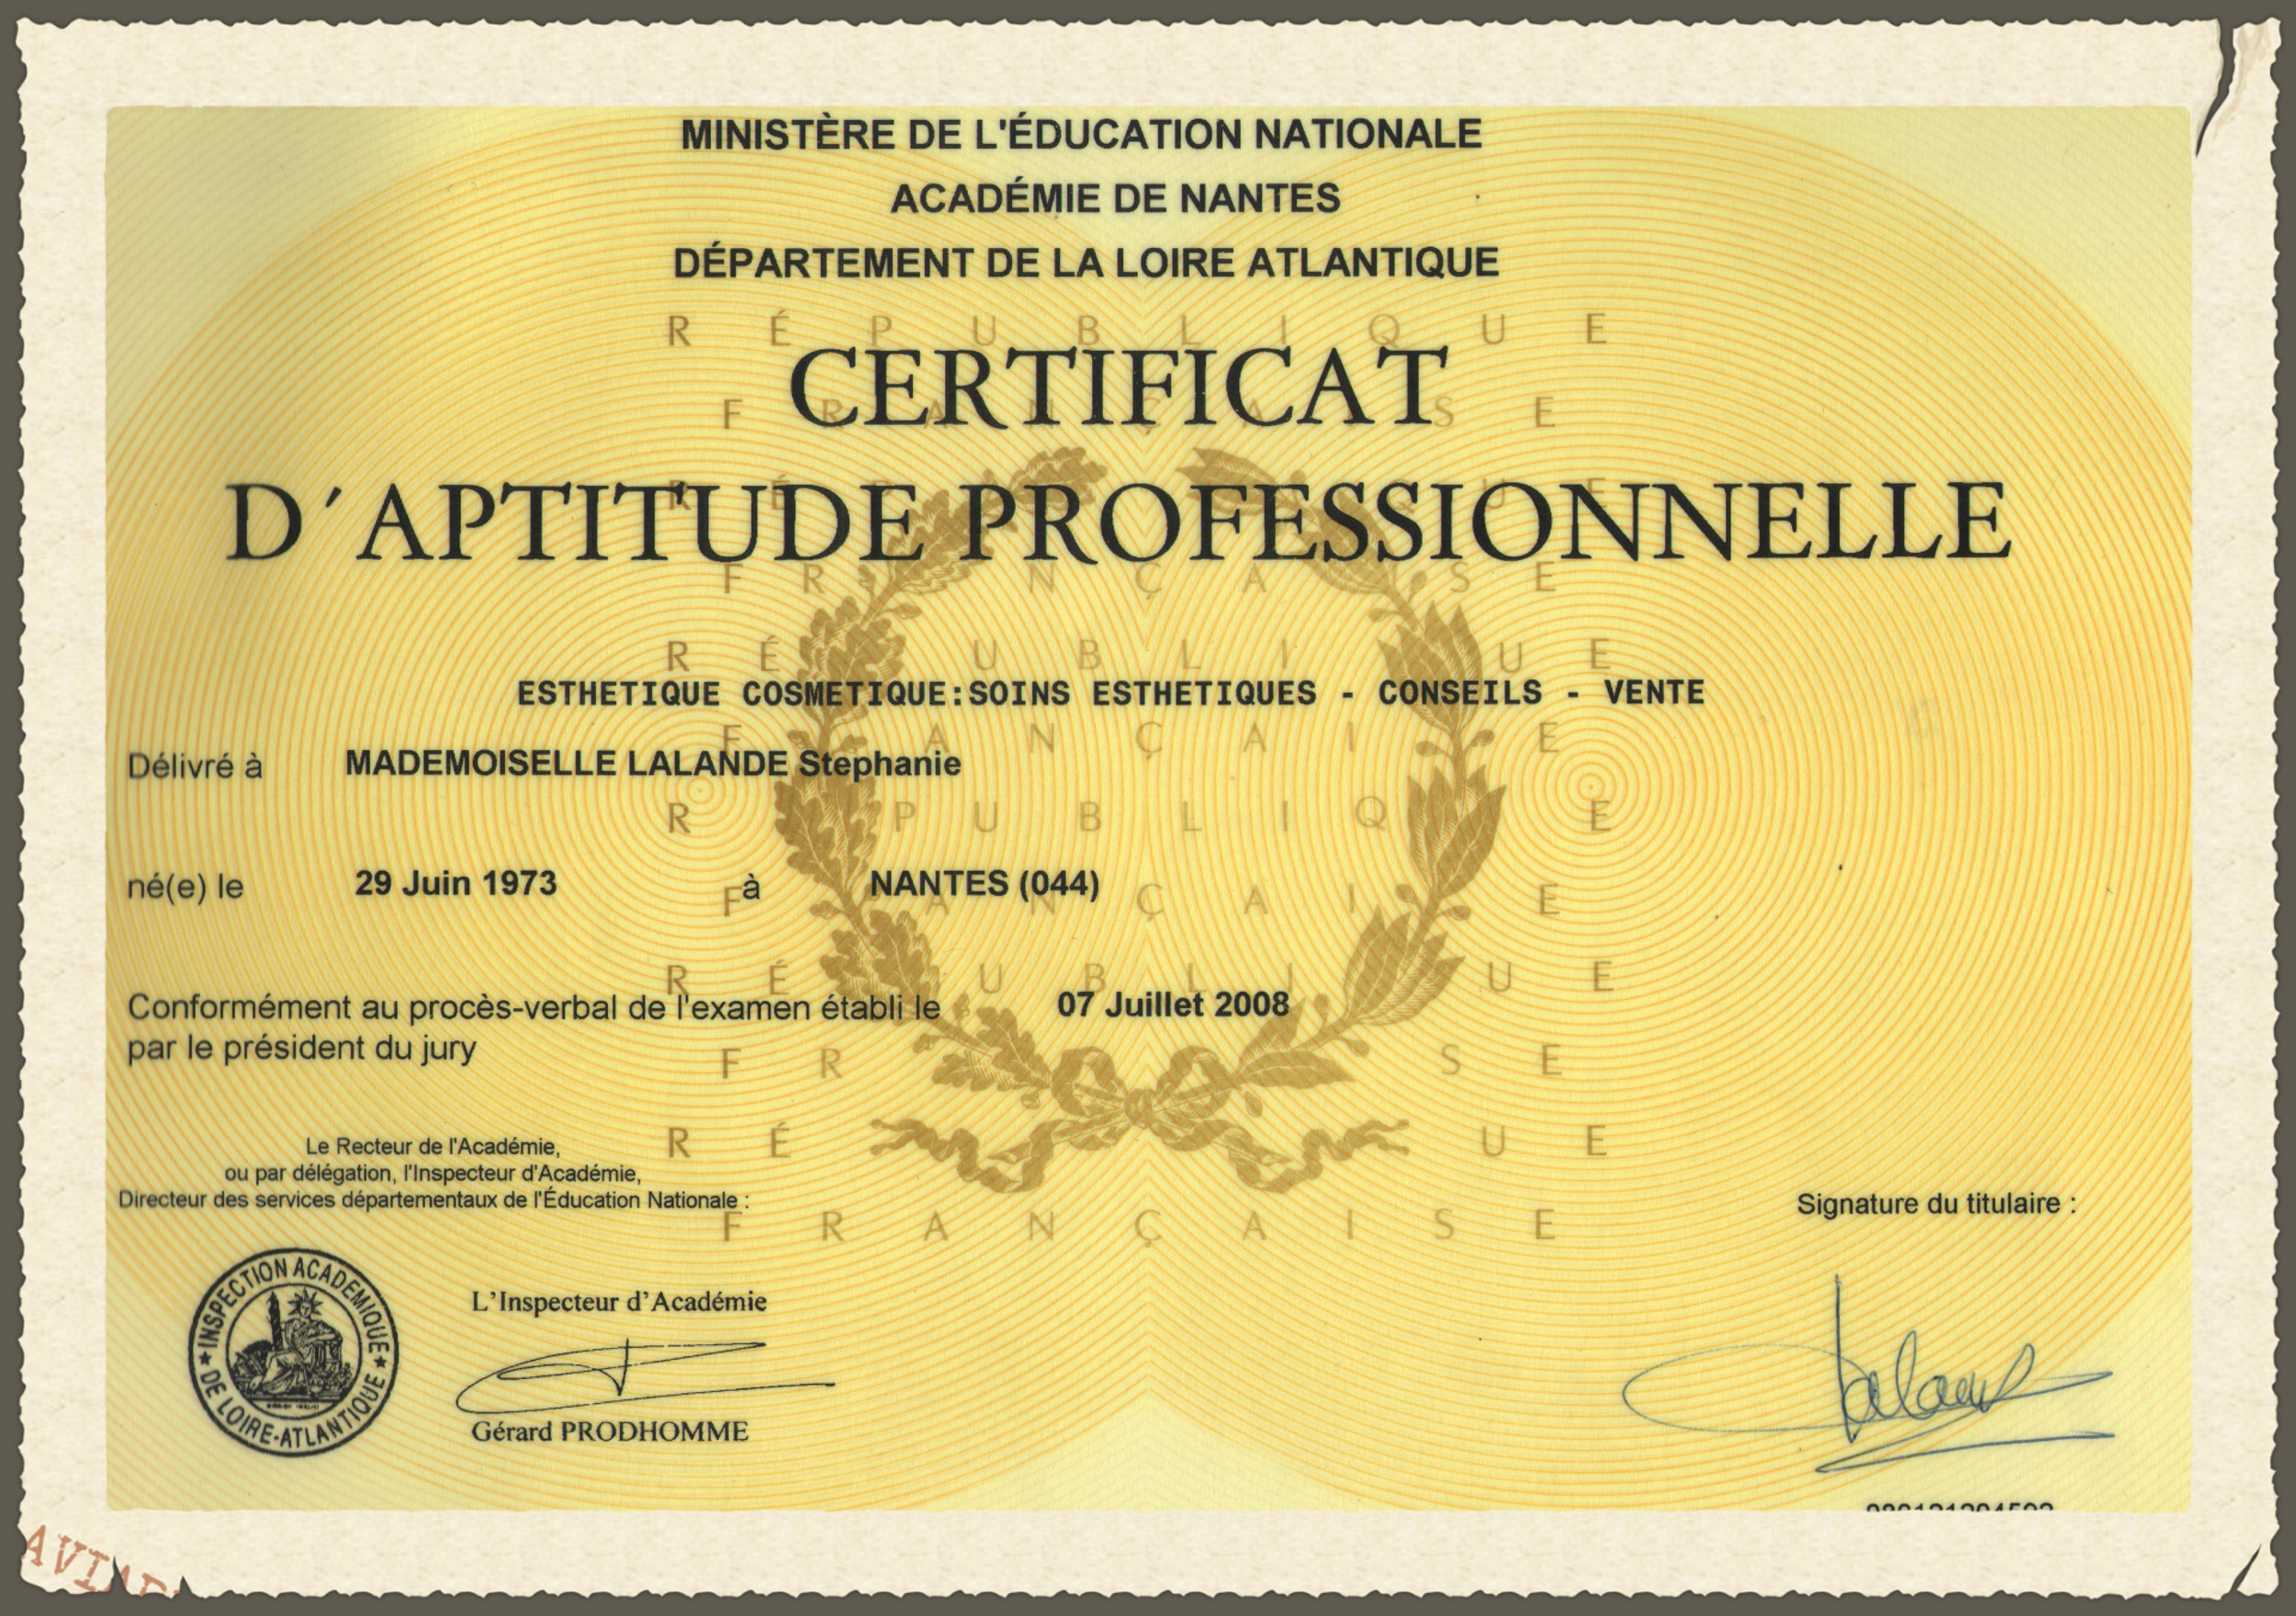 MINISTÈRE DE L'ÉDUCATION NATIONALE
ACADÉMIE DE NANTES
DÉPARTEMENT DE LA LOIRE ATLANTIQUE
RÉPUBLIQUE
FRANÇAISE
CERTIFICAT
D´APTITUDE PROFESSIONNELLE
ESTHETIQUE COSMETIQUE:SOINS ESTHETIQUES - CONSEILS - VENTE
Délivré à MADEMOISELLE LALANDE Stephanie
né(e) le 29 Juin 1973 à NANTES (044)
Conformément au procès-verbal de l'examen établi le 07 Juillet 2008
par le président du jury
Le Recteur de l'Académie,
ou par délégation, l'Inspecteur d'Académie,
Directeur des services départementaux de l'Éducation Nationale :
Signature du titulaire :
INSPECTION ACADEMIQUE
DE LOIRE-ATLANTIQUE
L'Inspecteur d'Académie
Gérard PRODHOMME
FRANÇAISE